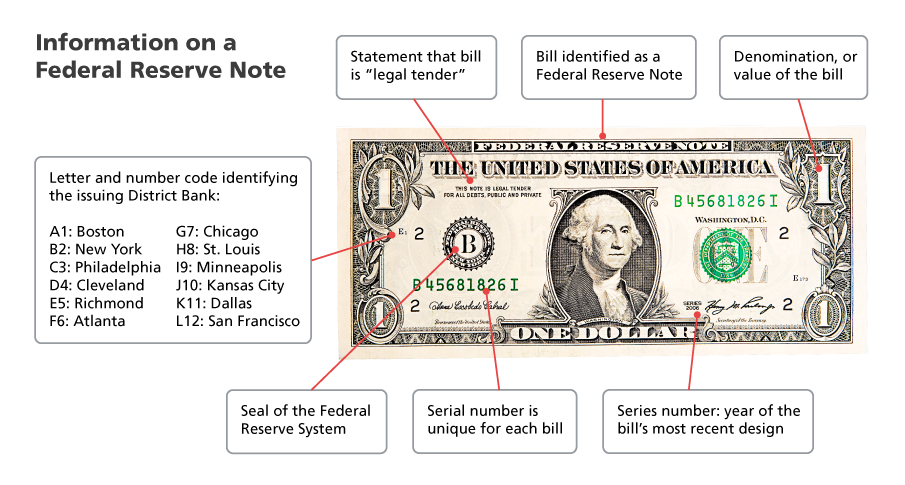 Information on a
Federal Reserve Note
Statement that bill
is “legal tender”
Bill identified as a
Federal Reserve Note
Denomination, or
value of the bill
Letter and number code identifying
the issuing District Bank:
A1: Boston
B2: New York
C3: Philadelphia
D4: Cleveland
E5: Richmond
F6: Atlanta
G7: Chicago
H8: St. Louis
I9: Minneapolis
J10: Kansas City
K11: Dallas
L12: San Francisco
FEDERAL RESERVE NOTE
THE UNITED STATES OF AMERICA
1
1
THIS NOTE IS LEGAL TENDER
FOR ALL DEBTS, PUBLIC AND PRIVATE
B 45681826 I
WASHINGTON, D.C.
2
B
ONE
2
B 45681826 I
1
2
SERIES
2006
2
1
ONE DOLLAR
Seal of the Federal
Reserve System
Serial number is
unique for each bill
Series number: year of the
bill’s most recent design